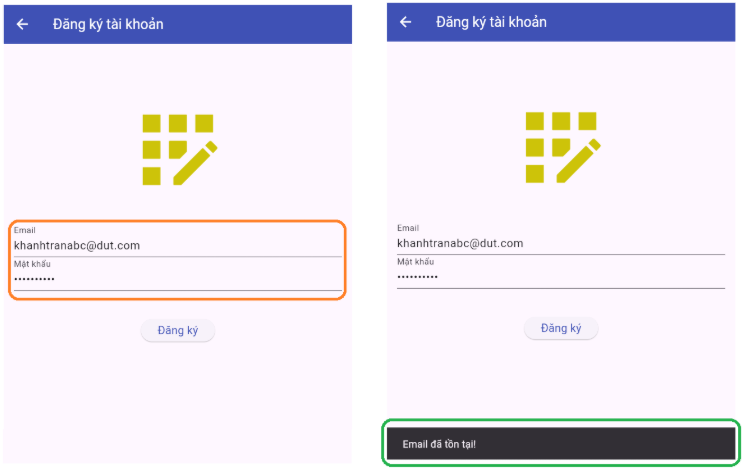 Đăng ký tài khoản
Email
khanhtranabc@dut.com
Mật khẩu
••••••••••
Đăng ký
Đăng ký tài khoản
Email
khanhtranabc@dut.com
Mật khẩu
••••••••••
Đăng ký
Email đã tồn tại!